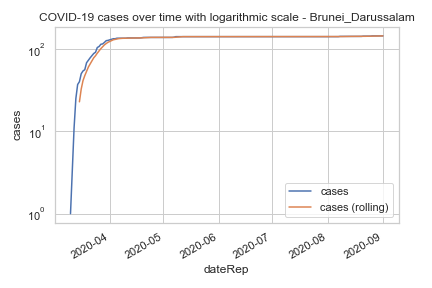 COVID-19 cases over time with logarithmic scale - Brunei_Darussalam
10²
10¹
10⁰
cases
cases
cases (rolling)
2020-04
2020-05
2020-06
2020-07
2020-08
2020-09
dateRep